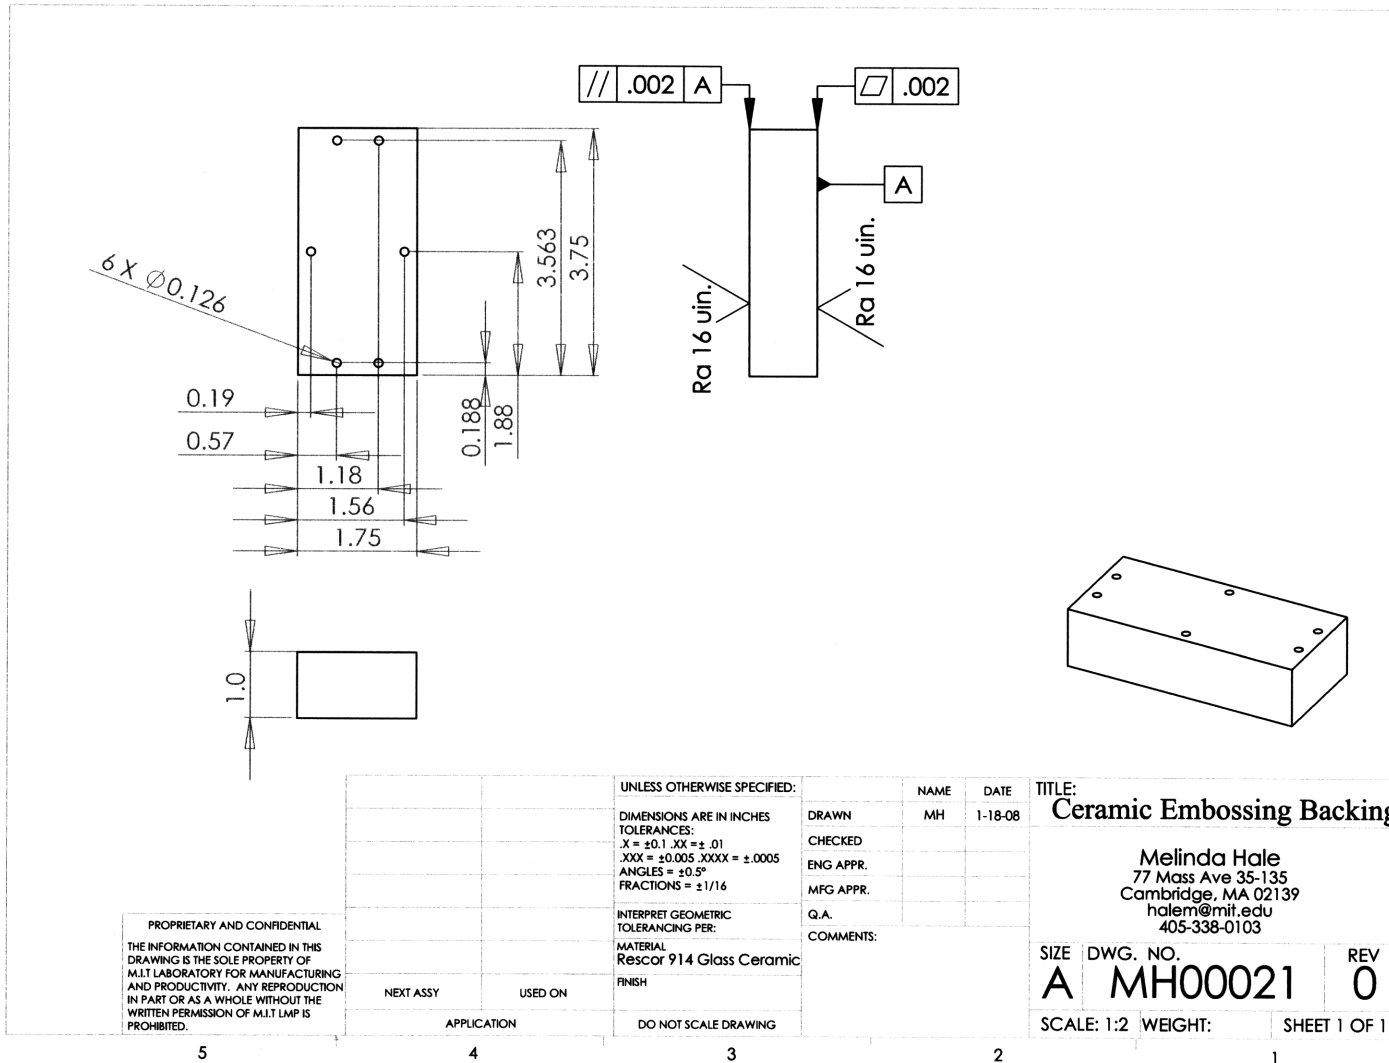 // .002 A
.002
A
6 X Ø0.126
3.563
3.75
Ra 16 uin.
Ra 16 uin.
0.19
0.57
0.188
1.88
1.18
1.56
1.75
1.0
UNLESS OTHERWISE SPECIFIED:
DIMENSIONS ARE IN INCHES
TOLERANCES:
.X = ±0.1 .XX =± .01
.XXX = ±0.005 .XXXX = ±.0005
ANGLES = ±0.5°
FRACTIONS = ±1/16
INTERPRET GEOMETRIC
TOLERANCING PER:
MATERIAL
Rescor 914 Glass Ceramic
FINISH
DO NOT SCALE DRAWING
NAME DATE
DRAWN MH 1-18-08
CHECKED
ENG APPR.
MFG APPR.
Q.A.
COMMENTS:
TITLE:
Ceramic Embossing Backing
Melinda Hale
77 Mass Ave 35-135
Cambridge, MA 02139
halem@mit.edu
405-338-0103
SIZE DWG. NO. REV
A MH00021 0
SCALE: 1:2 WEIGHT: SHEET 1 OF 1
PROPRIETARY AND CONFIDENTIAL
THE INFORMATION CONTAINED IN THIS
DRAWING IS THE SOLE PROPERTY OF
M.I.T LABORATORY FOR MANUFACTURING
AND PRODUCTIVITY. ANY REPRODUCTION
IN PART OR AS A WHOLE WITHOUT THE
WRITTEN PERMISSION OF M.I.T LMP IS
PROHIBITED.
NEXT ASSY USED ON
APPLICATION
5 4 3 2 1